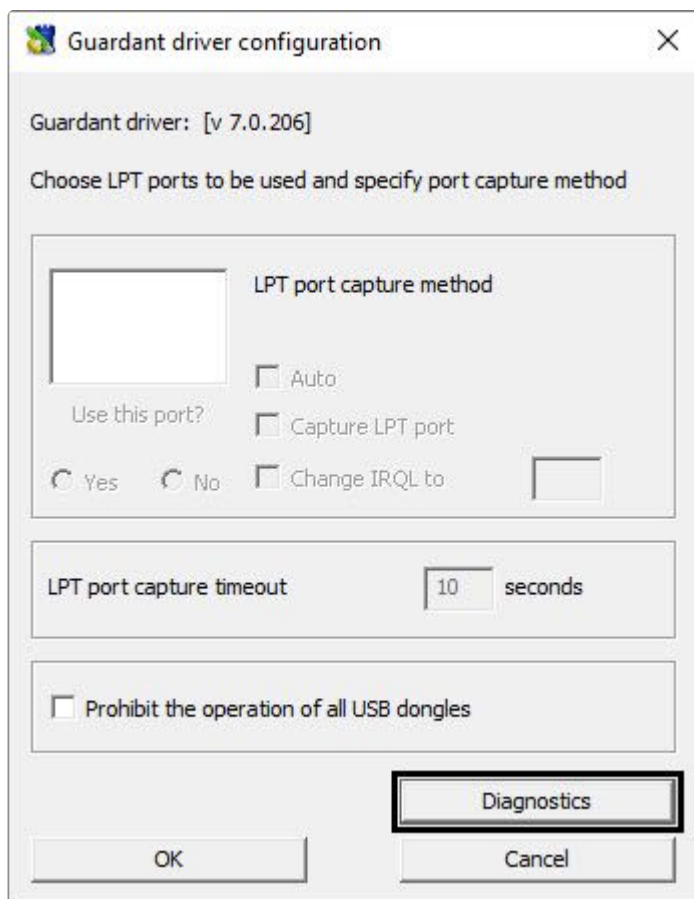 Guardant driver configuration
Guardant driver: [v 7.0.206]
Choose LPT ports to be used and specify port capture method
LPT port capture method
Auto
Use this port?
Capture LPT port
Yes No Change IRQL to
LPT port capture timeout 10 seconds
Prohibit the operation of all USB dongles
Diagnostics
OK Cancel